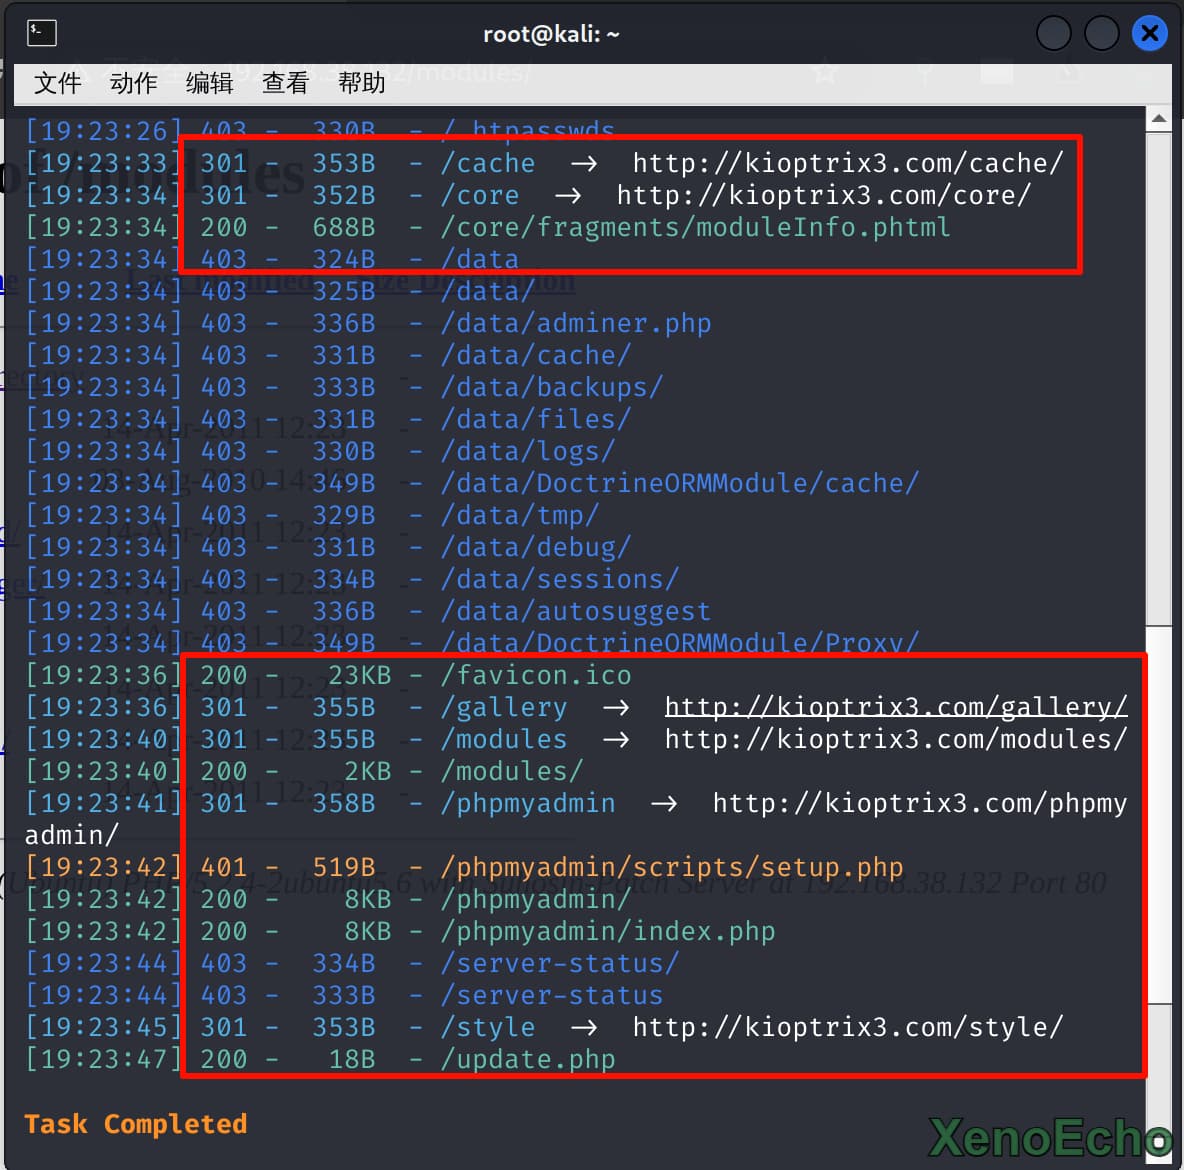 root@kali: ~
文件 动作 编辑 查看 帮助
[19:23:26] 403 - 330B - /.htpasswds
[19:23:33] 301 - 353B - /cache → http://kioptrix3.com/cache/
[19:23:34] 301 - 352B - /core → http://kioptrix3.com/core/
[19:23:34] 200 - 688B - /core/fragments/moduleInfo.phtml
[19:23:34] 403 - 324B - /data
[19:23:34] 403 - 325B - /data/
[19:23:34] 403 - 336B - /data/adminer.php
[19:23:34] 403 - 331B - /data/cache/
[19:23:34] 403 - 333B - /data/backups/
[19:23:34] 403 - 331B - /data/files/
[19:23:34] 403 - 330B - /data/logs/
[19:23:34] 403 - 349B - /data/DoctrineORMModule/cache/
[19:23:34] 403 - 329B - /data/tmp/
[19:23:34] 403 - 331B - /data/debug/
[19:23:34] 403 - 334B - /data/sessions/
[19:23:34] 403 - 336B - /data/autosuggest
[19:23:34] 403 - 349B - /data/DoctrineORMModule/Proxy/
[19:23:36] 200 - 23KB - /favicon.ico
[19:23:36] 301 - 355B - /gallery → http://kioptrix3.com/gallery/
[19:23:40] 301 - 355B - /modules → http://kioptrix3.com/modules/
[19:23:40] 200 - 2KB - /modules/
[19:23:41] 301 - 358B - /phpmyadmin → http://kioptrix3.com/phpmy
admin/
[19:23:42] 401 - 519B - /phpmyadmin/scripts/setup.php
[19:23:42] 200 - 8KB - /phpmyadmin/
[19:23:42] 200 - 8KB - /phpmyadmin/index.php
[19:23:44] 403 - 334B - /server-status/
[19:23:44] 403 - 333B - /server-status
[19:23:45] 301 - 353B - /style → http://kioptrix3.com/style/
[19:23:47] 200 - 18B - /update.php
Task Completed
XenoEcho